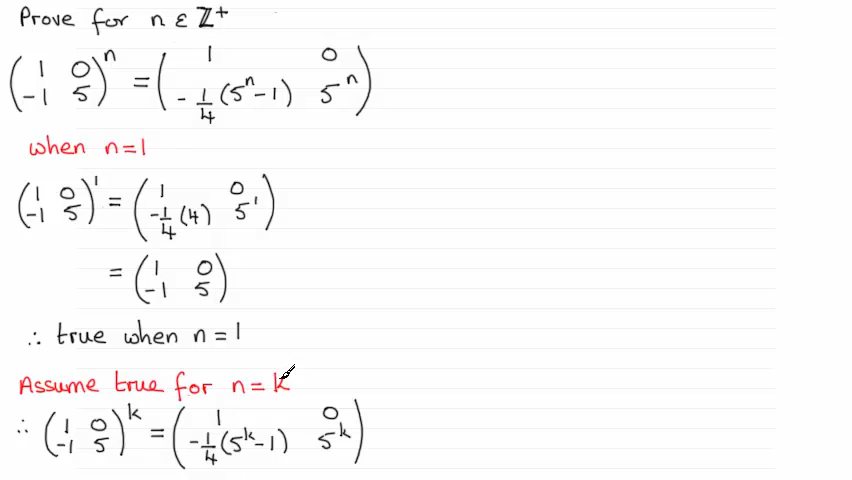 Prove for n ε ℤ⁺
(1 0; -1 5)ⁿ = (1 0; -1/4(5ⁿ-1) 5ⁿ)
when n=1
(1 0; -1 5)¹ = (1 0; -1/4(4) 5¹)
= (1 0; -1 5)
∴ true when n=1
Assume true for n=k
∴ (1 0; -1 5)ᵏ = (1 0; -1/4(5ᵏ-1) 5ᵏ)